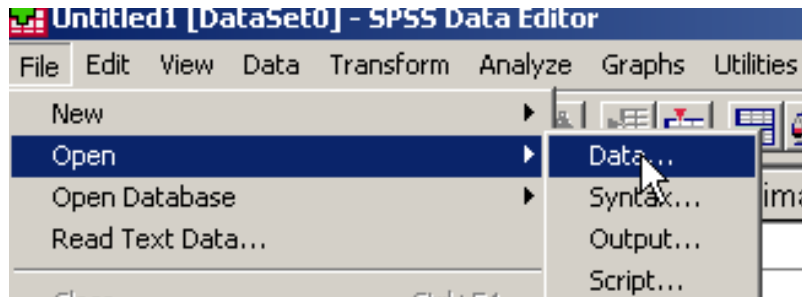 Untitled1 [DataSet0] - SPSS Data Editor
File Edit View Data Transform Analyze Graphs Utilities
New
Open
Open Database
Read Text Data...
Data...
Syntax...
Output...
Script...